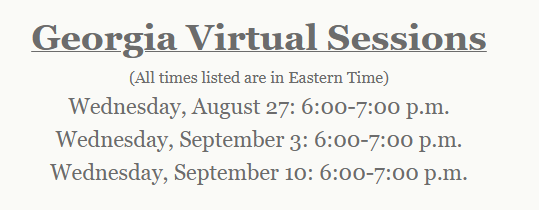 Georgia Virtual Sessions
(All times listed are in Eastern Time)
Wednesday, August 27: 6:00-7:00 p.m.
Wednesday, September 3: 6:00-7:00 p.m.
Wednesday, September 10: 6:00-7:00 p.m.